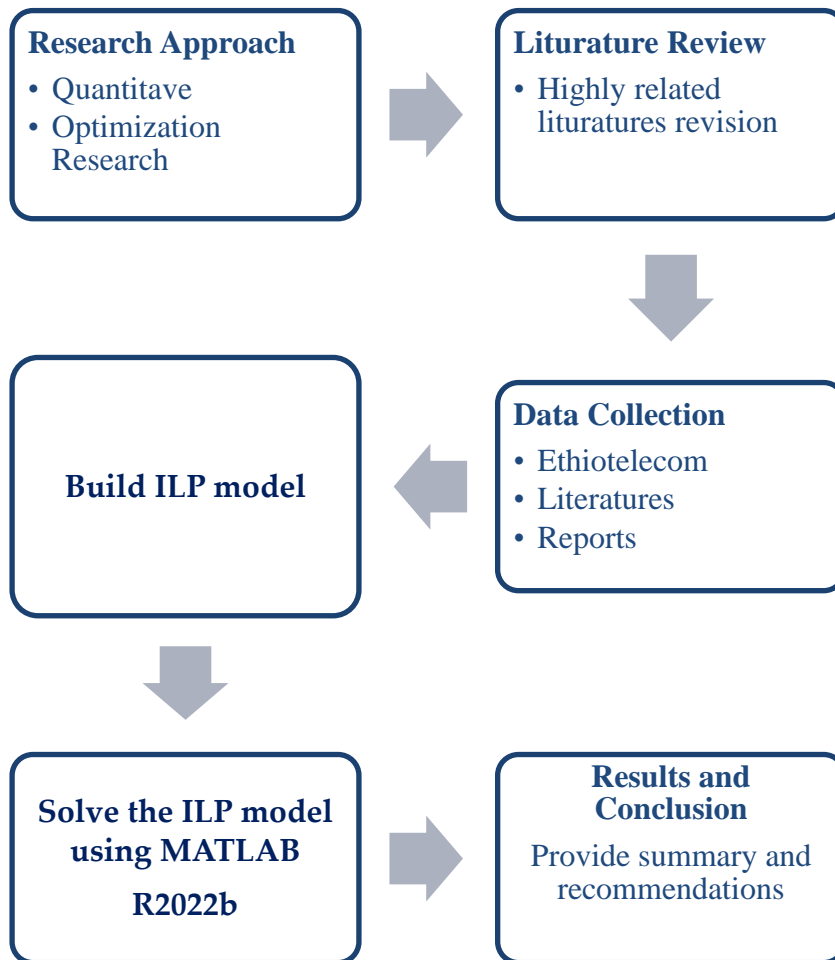 Research Approach
• Quantitave
• Optimization
Research
Liturature Review
• Highly related
lituratures revision
Data Collection
• Ethiotelecom
• Literatures
• Reports
Build ILP model
Solve the ILP model
using MATLAB
R2022b
Results and
Conclusion
Provide summary and
recommendations